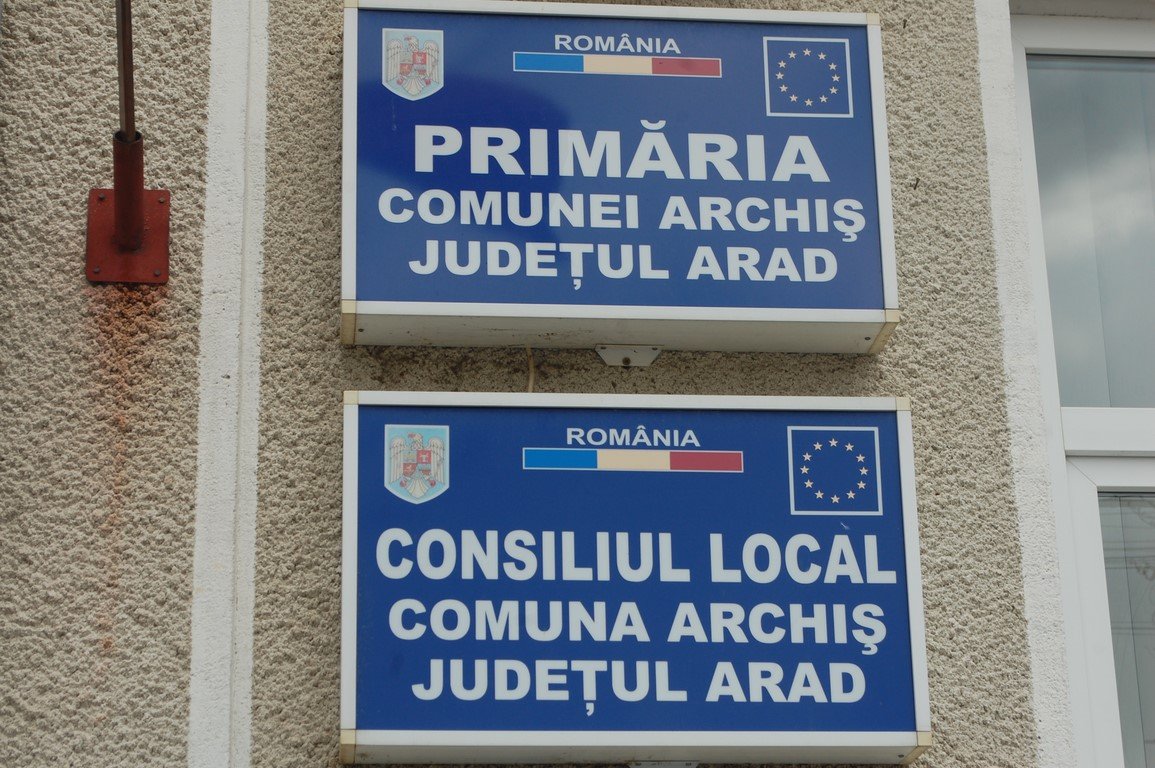 ROMÂNIA
PRIMĂRIA
COMUNEI ARCHIŞ
JUDEȚUL ARAD
ROMÂNIA
CONSILIUL LOCAL
COMUNA ARCHIŞ
JUDEȚUL ARAD